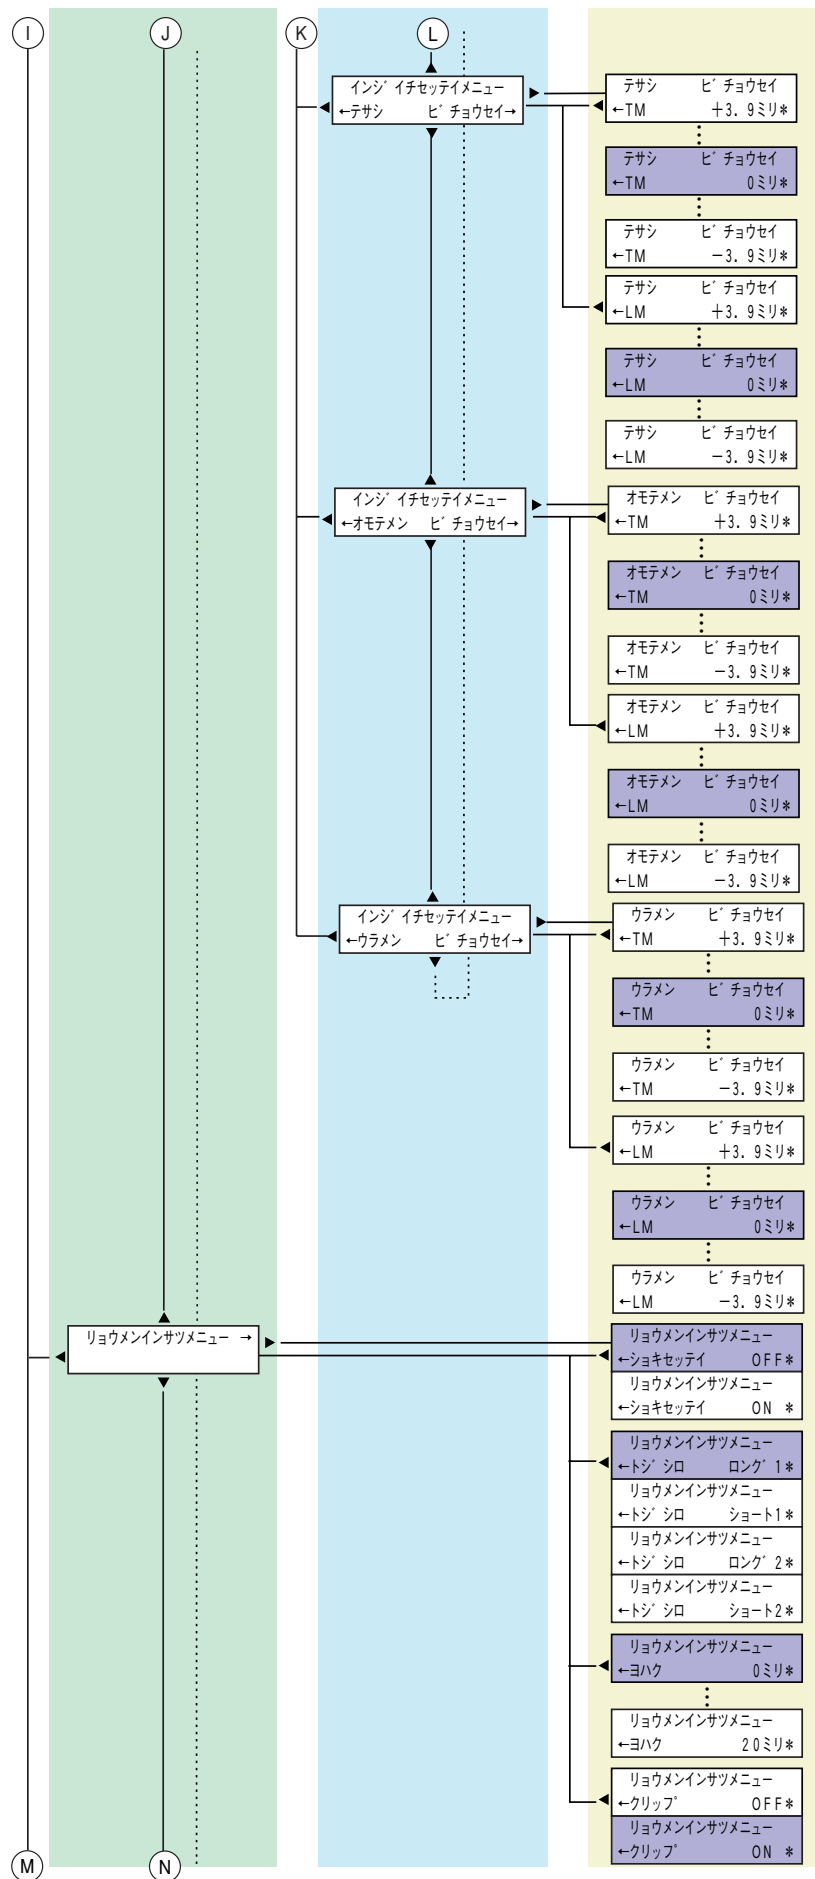 I J K L
インジ イチセッテイメニュー
←テサシ ビ チョウセイ→
テサシ ビ チョウセイ
←TM +3. 9ミリ*
テサシ ビ チョウセイ
←TM 0ミリ*
テサシ ビ チョウセイ
←TM −3. 9ミリ*
テサシ ビ チョウセイ
←LM +3. 9ミリ*
テサシ ビ チョウセイ
←LM 0ミリ*
テサシ ビ チョウセイ
←LM −3. 9ミリ*
インジ イチセッテイメニュー
←オモテメン ビ チョウセイ→
オモテメン ビ チョウセイ
←TM +3. 9ミリ*
オモテメン ビ チョウセイ
←TM 0ミリ*
オモテメン ビ チョウセイ
←TM −3. 9ミリ*
オモテメン ビ チョウセイ
←LM +3. 9ミリ*
オモテメン ビ チョウセイ
←LM 0ミリ*
オモテメン ビ チョウセイ
←LM −3. 9ミリ*
インジ イチセッテイメニュー
←ウラメン ビ チョウセイ→
ウラメン ビ チョウセイ
←TM +3. 9ミリ*
ウラメン ビ チョウセイ
←TM 0ミリ*
ウラメン ビ チョウセイ
←TM −3. 9ミリ*
ウラメン ビ チョウセイ
←LM +3. 9ミリ*
ウラメン ビ チョウセイ
←LM 0ミリ*
ウラメン ビ チョウセイ
←LM −3. 9ミリ*
リョウメンインサツメニュー →
リョウメンインサツメニュー
←ショキセッテイ OFF*
リョウメンインサツメニュー
←ショキセッテイ ON *
リョウメンインサツメニュー
←トジ シロ ロング 1*
リョウメンインサツメニュー
←トジ シロ ショート1*
リョウメンインサツメニュー
←トジ シロ ロング 2*
リョウメンインサツメニュー
←トジ シロ ショート2*
リョウメンインサツメニュー
←ヨハク 0ミリ*
リョウメンインサツメニュー
←ヨハク 20ミリ*
リョウメンインサツメニュー
←クリップ OFF*
リョウメンインサツメニュー
←クリップ ON *
M N